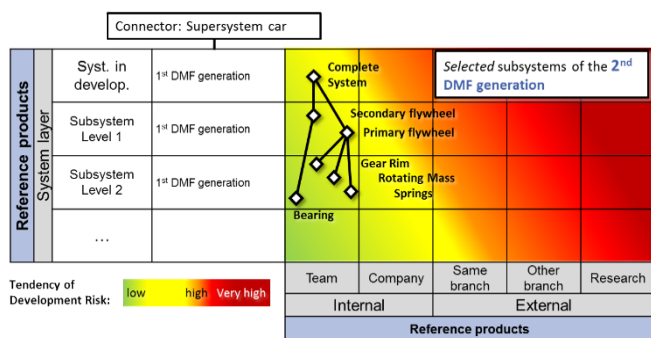 Connector: Supersystem car
Reference products
System layer
Syst. in
develop.
1st DMF generation
Subsystem
Level 1
1st DMF generation
Subsystem
Level 2
1st DMF generation
...
Complete
System
Selected subsystems of the 2nd
DMF generation
Secondary flywheel
Primary flywheel
Gear Rim
Rotating Mass
Springs
Bearing
Tendency of
Development Risk:
low
high
Very high
Team
Company
Same
branch
Other
branch
Research
Internal
External
Reference products